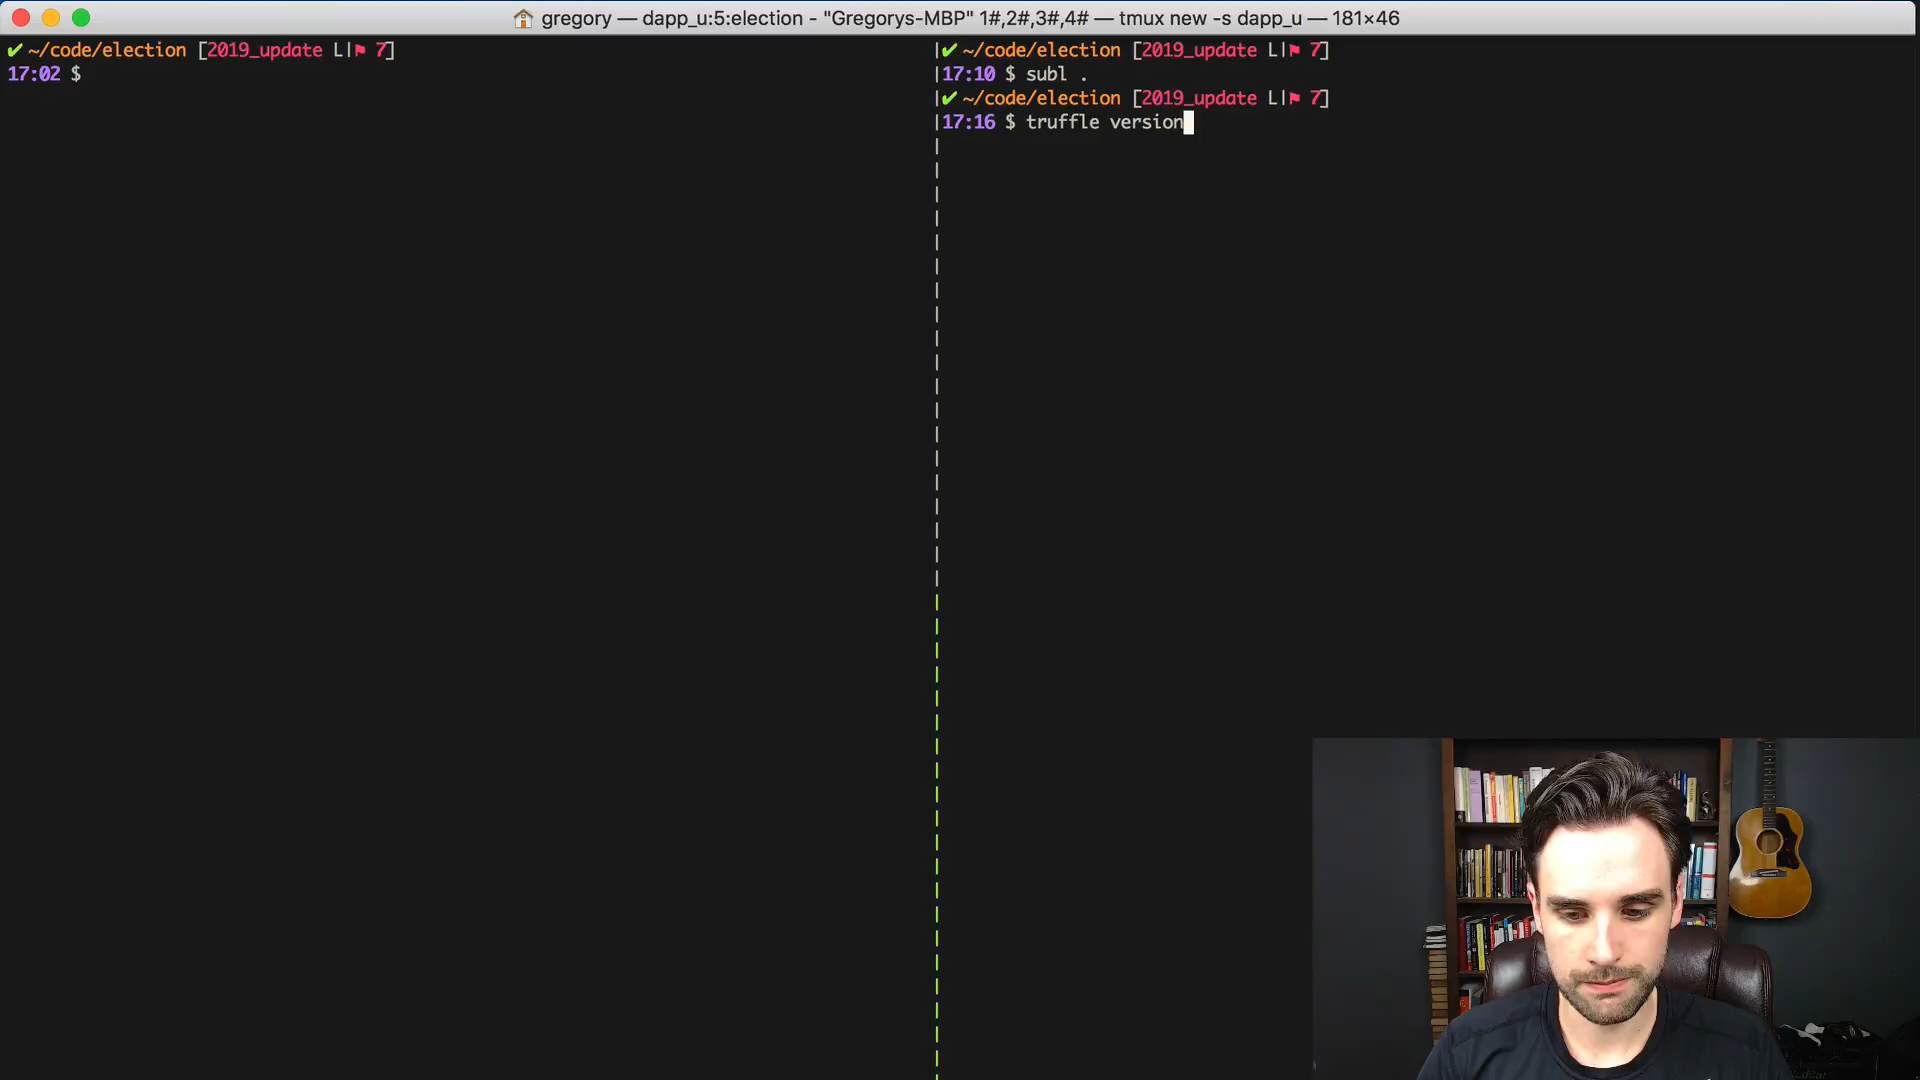 gregory — dapp_u:5:election - "Gregorys-MBP" 1#,2#,3#,4# — tmux new -s dapp_u — 181×46
✔ ~/code/election [2019_update L|⚑ 7]
17:02 $
✔ ~/code/election [2019_update L|⚑ 7]
17:10 $ subl .
✔ ~/code/election [2019_update L|⚑ 7]
17:16 $ truffle version